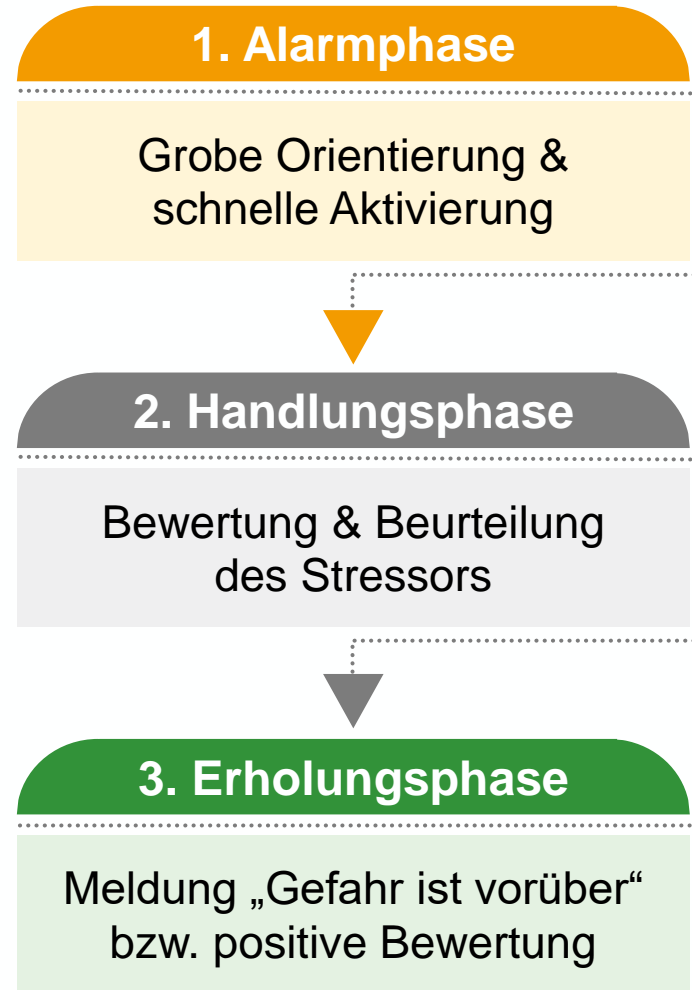 1. Alarmphase
Grobe Orientierung &
schnelle Aktivierung
2. Handlungsphase
Bewertung & Beurteilung
des Stressors
3. Erholungsphase
Meldung „Gefahr ist vorüber“
bzw. positive Bewertung